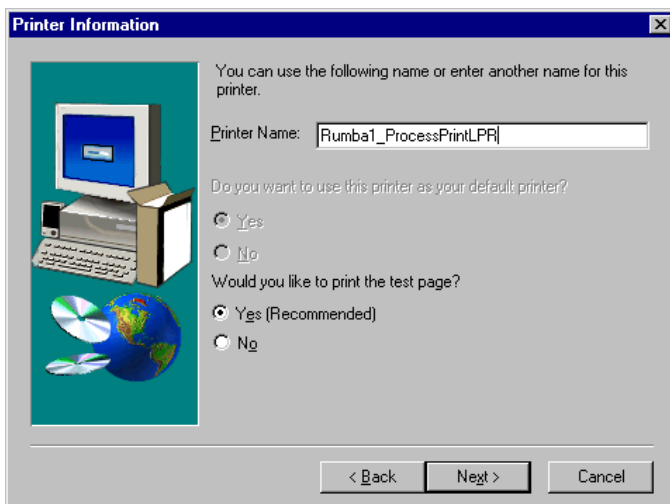 Printer Information
You can use the following name or enter another name for this
printer.
Printer Name: Rumba1_ProcessPrintLPR
Do you want to use this printer as your default printer?
Yes
No
Would you like to print the test page?
Yes (Recommended)
No
< Back Next > Cancel